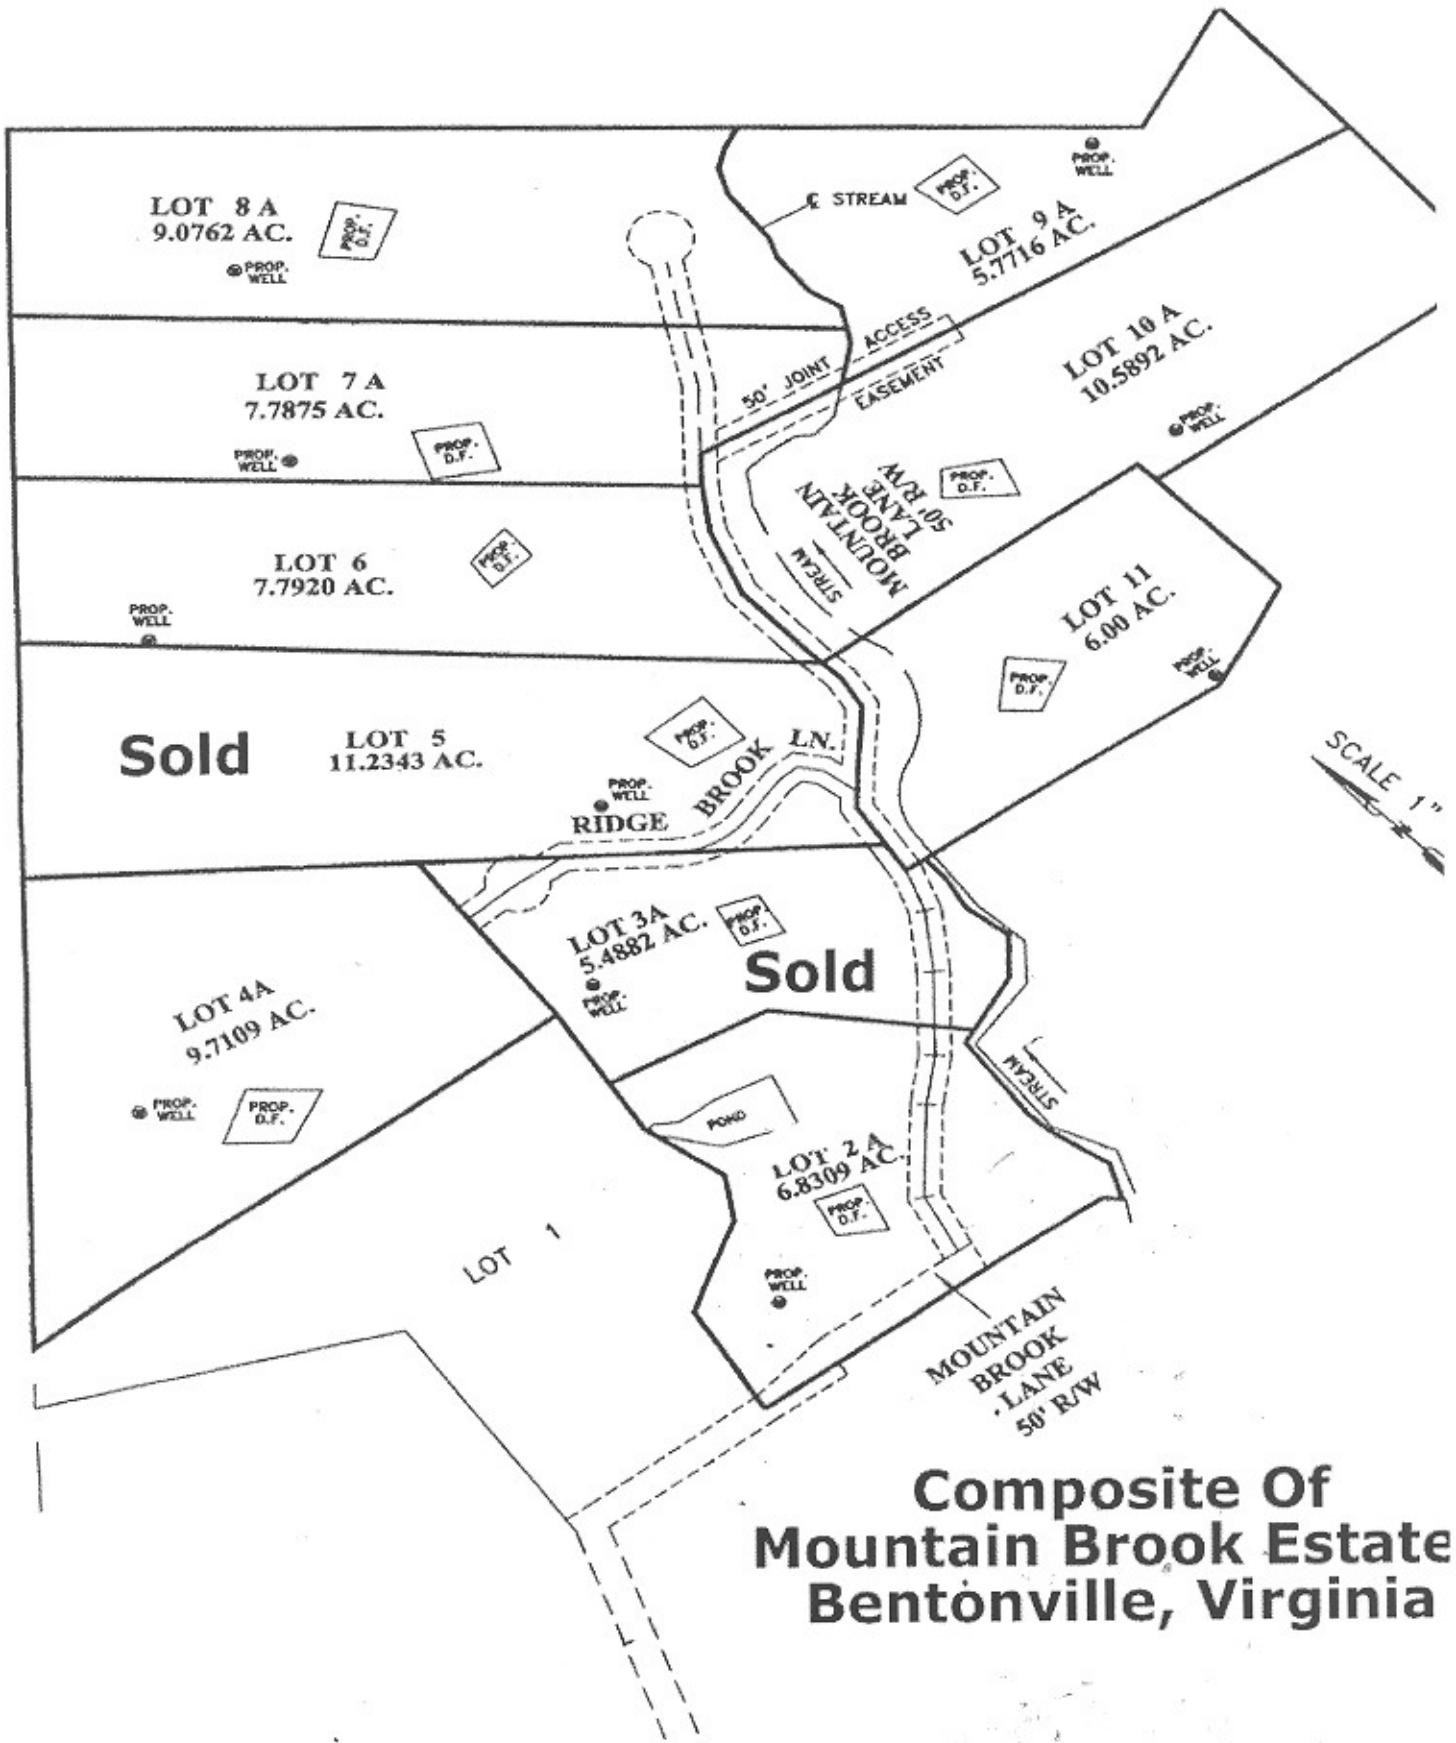 LOT 8 A
9.0762 AC.
PROP.
D.F.
PROP.
WELL
℄ STREAM
PROP.
D.F.
PROP.
WELL
LOT 9 A
5.7716 AC.
LOT 7 A
7.7875 AC.
PROP.
WELL
PROP.
D.F.
50' JOINT ACCESS
EASEMENT
LOT 10 A
10.5892 AC.
PROP.
WELL
PROP.
D.F.
MOUNTAIN
BROOK
LANE
50' R/W
STREAM
LOT 6
7.7920 AC.
PROP.
D.F.
PROP.
WELL
LOT 11
6.00 AC.
PROP.
D.F.
PROP.
WELL
Sold
LOT 5
11.2343 AC.
PROP.
D.F.
PROP.
WELL
RIDGE BROOK LN.
SCALE 1"
N
LOT 3A
5.4882 AC.
PROP.
D.F.
PROP.
WELL
Sold
LOT 4A
9.7109 AC.
PROP.
WELL
PROP.
D.F.
STREAM
POND
LOT 2 A
6.8309 AC.
PROP.
D.F.
PROP.
WELL
LOT 1
MOUNTAIN
BROOK
LANE
50' R/W
Composite Of
Mountain Brook Estate
Bentonville, Virginia